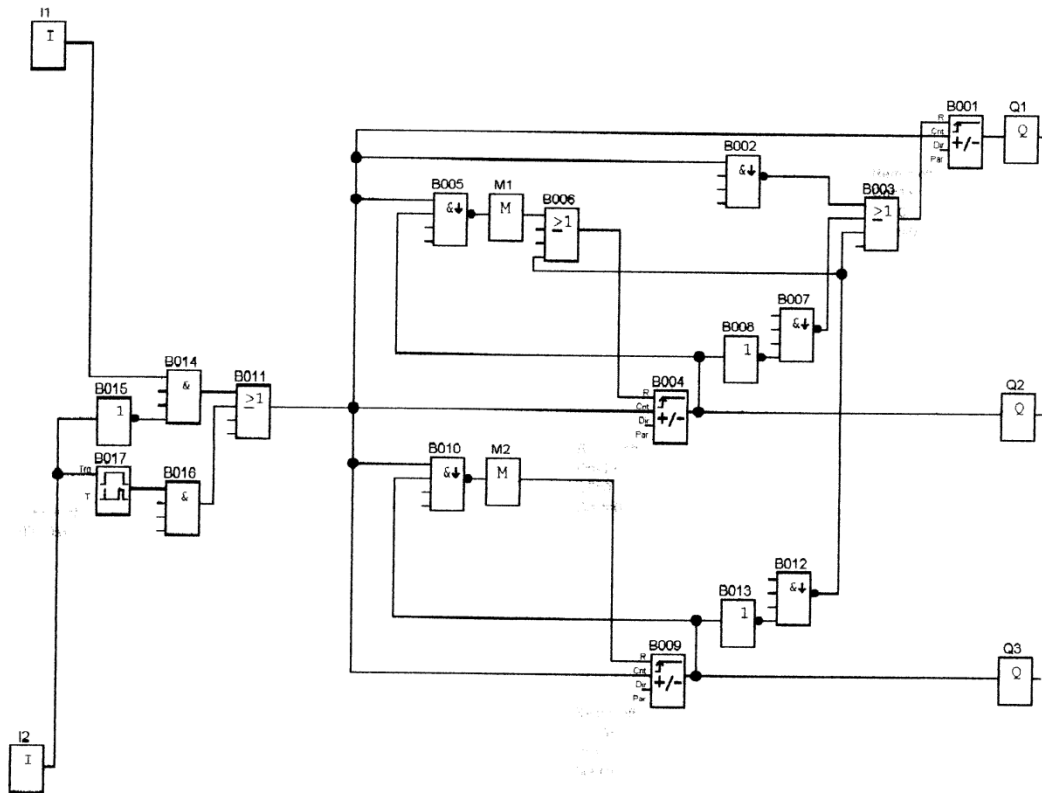 I1
I
B001
Q1
R
Cnt
Dir
Par
+/-
Q
B002
&
B005
M1
B006
B003
&
M
≥1
≥1
B007
B008
&
1
B014
B011
B004
Q2
B015
&
≥1
R
Cnt
Dir
Par
+/-
Q
1
B010
M2
B017
B016
&
M
Trg
T
&
B012
B013
&
1
B009
Q3
R
Cnt
Dir
Par
+/-
Q
I2
I